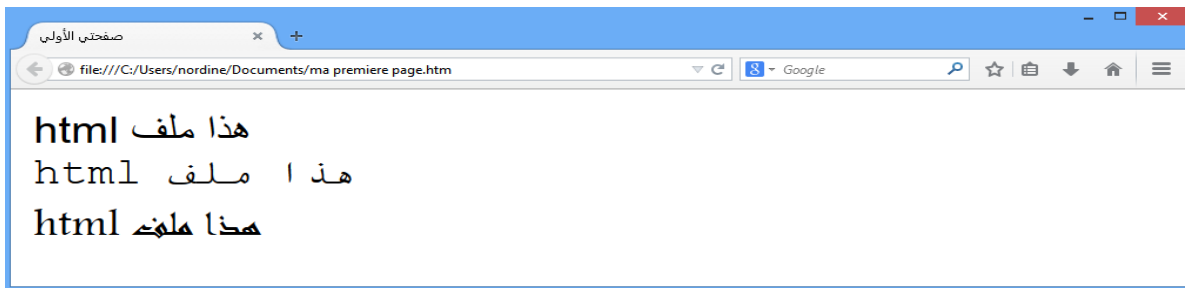 صفحتي الأولى
file:///C:/Users/nordine/Documents/ma premiere page.htm
Google
هذا ملف html
هذا ملف html
هذا ملف html